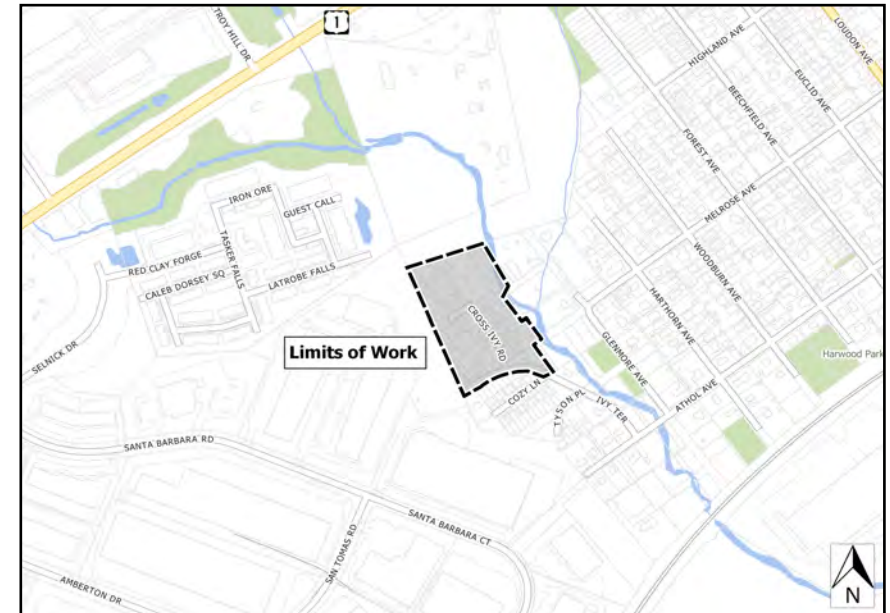 TROY HILL DR
1
LOUDON AVE
HIGHLAND AVE
EUCLID AVE
BEECHFIELD AVE
FOREST AVE
MELROSE AVE
IRON ORE
GUEST CALL
TASKER FALLS
RED CLAY FORGE
LATROBE FALLS
CALEB DORSEY SQ
WOODBURN AVE
HARTHORN AVE
SELNICK DR
CROSS IVY RD
Limits of Work
GLENMORE AVE
Harwood Park
COZY LN
TYSON PL
IVY TER
ATHOL AVE
SANTA BARBARA RD
SANTA BARBARA CT
SAN TOMAS RD
AMBERTON DR
N